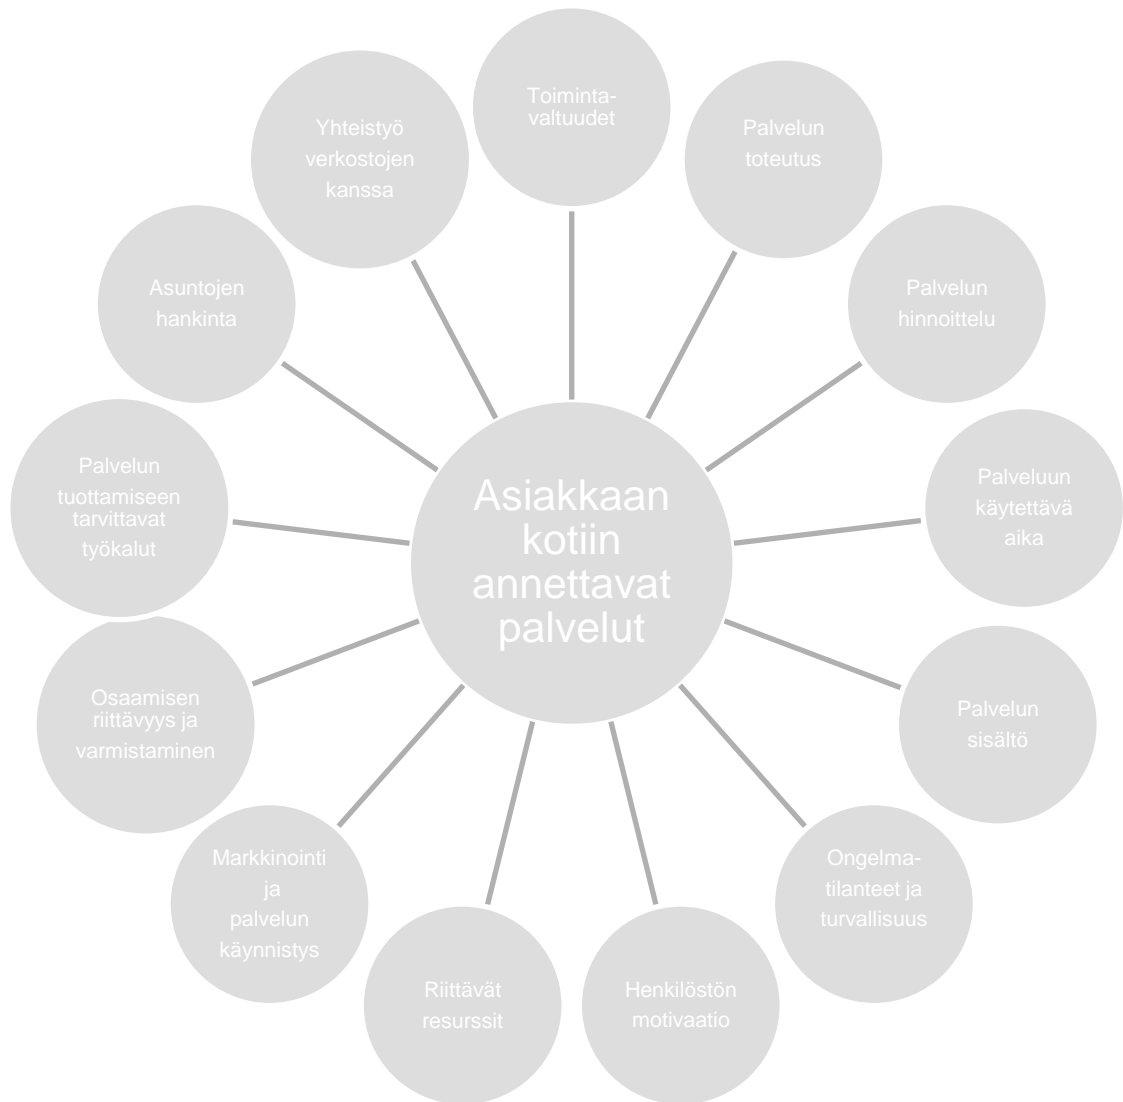 Toiminta-
valtuudet
Palvelun
toteutus
Palvelun
hinnoittelu
Palveluun
käytettävä
aika
Palvelun
sisältö
Ongelma-
tilanteet ja
turvallisuus
Henkilöstön
motivaatio
Riittävät
resurssit
Markkinointi
ja
palvelun
käynnistys
Osaamisen
riittävyys ja
varmistaminen
Palvelun
tuottamiseen
tarvittavat
työkalut
Asuntojen
hankinta
Yhteistyö
verkostojen
kanssa
Asiakkaan
kotiin
annettavat
palvelut